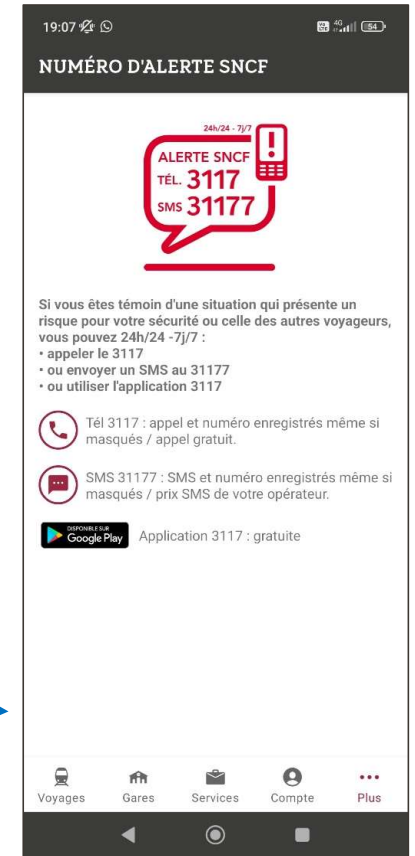 19:07
4G
54
NUMÉRO D'ALERTE SNCF
24h/24 - 7j/7
ALERTE SNCF
TÉL. 3117
SMS 31177
Si vous êtes témoin d'une situation qui présente un
risque pour votre sécurité ou celle des autres voyageurs,
vous pouvez 24h/24 -7j/7 :
• appeler le 3117
• ou envoyer un SMS au 31177
• ou utiliser l'application 3117
Tél 3117 : appel et numéro enregistrés même si
masqués / appel gratuit.
SMS 31177 : SMS et numéro enregistrés même si
masqués / prix SMS de votre opérateur.
DISPONIBLE SUR
Google Play
Application 3117 : gratuite
Voyages Gares Services Compte Plus